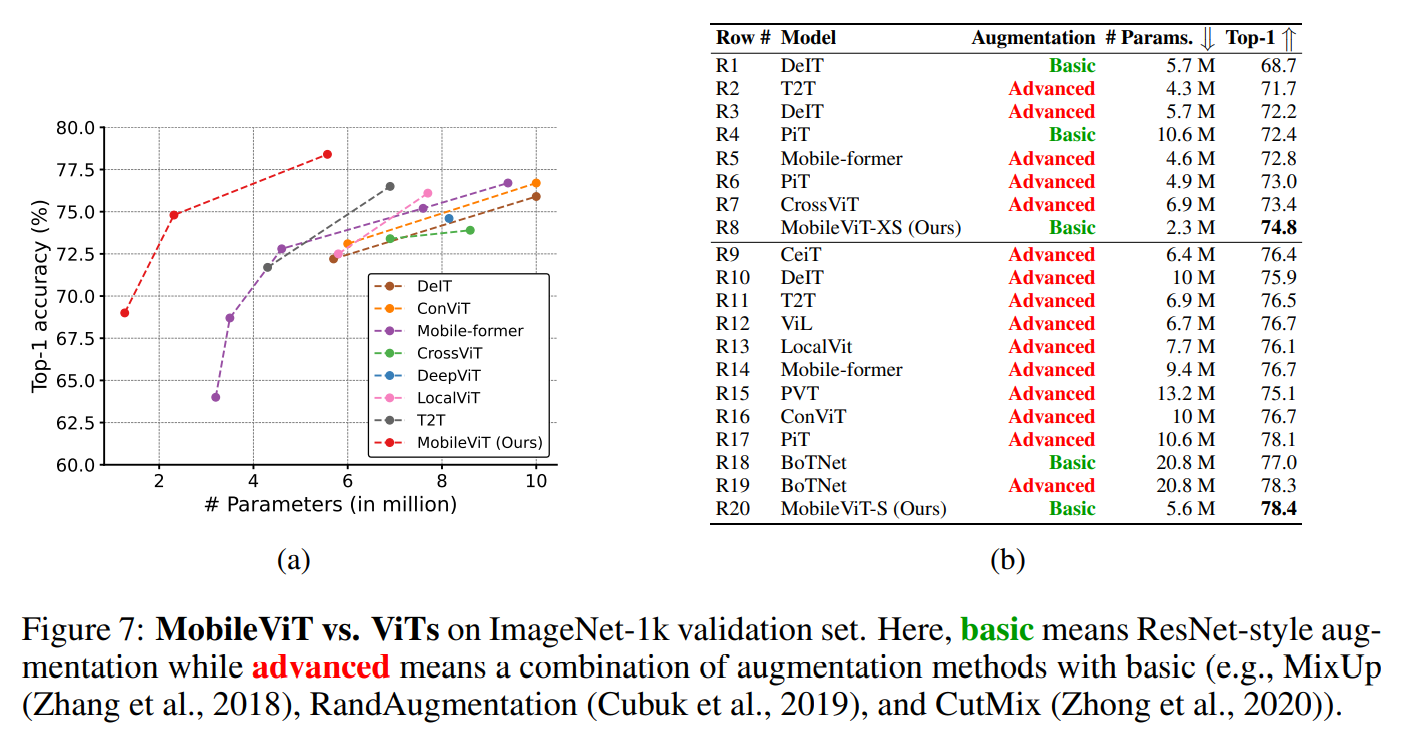 80.0
77.5
75.0
72.5
70.0
67.5
65.0
62.5
60.0
Top-1 accuracy (%)
2 4 6 8 10
# Parameters (in million)
DeIT
ConViT
Mobile-former
CrossViT
DeepViT
LocalViT
T2T
MobileViT (Ours)
(a)
Row # Model Augmentation # Params. ⇓ Top-1 ⇑
R1 DeIT Basic 5.7 M 68.7
R2 T2T Advanced 4.3 M 71.7
R3 DeIT Advanced 5.7 M 72.2
R4 PiT Basic 10.6 M 72.4
R5 Mobile-former Advanced 4.6 M 72.8
R6 PiT Advanced 4.9 M 73.0
R7 CrossViT Advanced 6.9 M 73.4
R8 MobileViT-XS (Ours) Basic 2.3 M 74.8
R9 CeiT Advanced 6.4 M 76.4
R10 DeIT Advanced 10 M 75.9
R11 T2T Advanced 6.9 M 76.5
R12 ViL Advanced 6.7 M 76.7
R13 LocalVit Advanced 7.7 M 76.1
R14 Mobile-former Advanced 9.4 M 76.7
R15 PVT Advanced 13.2 M 75.1
R16 ConViT Advanced 10 M 76.7
R17 PiT Advanced 10.6 M 78.1
R18 BoTNet Basic 20.8 M 77.0
R19 BoTNet Advanced 20.8 M 78.3
R20 MobileViT-S (Ours) Basic 5.6 M 78.4
(b)
Figure 7: MobileViT vs. ViTs on ImageNet-1k validation set. Here, basic means ResNet-style aug-
mentation while advanced means a combination of augmentation methods with basic (e.g., MixUp
(Zhang et al., 2018), RandAugmentation (Cubuk et al., 2019), and CutMix (Zhong et al., 2020)).